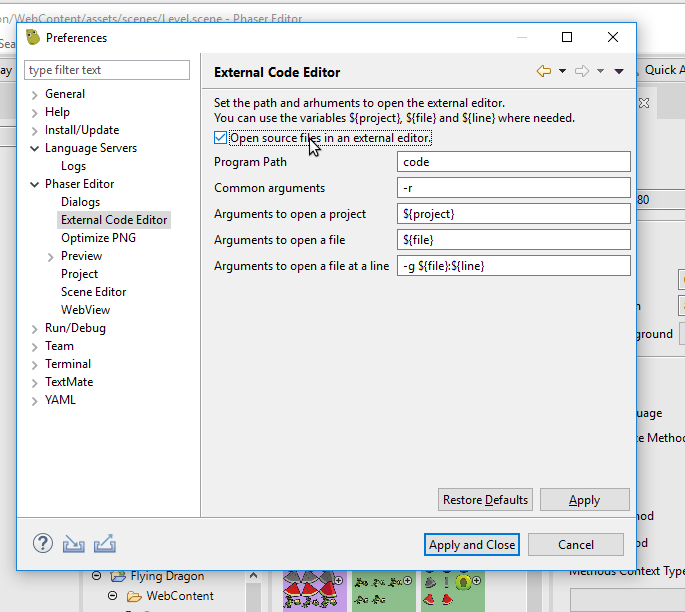 on/WebContent/assets/scenes/Level.scene - Phaser Editor
Preferences
Sea
ay
Quick A
type filter text
General
Help
Install/Update
Language Servers
Logs
Phaser Editor
Dialogs
External Code Editor
Optimize PNG
Preview
Project
Scene Editor
WebView
Run/Debug
Team
Terminal
TextMate
YAML
External Code Editor
Set the path and arhuments to open the external editor.
You can use the variables ${project}, ${file} and ${line} where needed.
Open source files in an external editor.
Program Path
code
Common arguments
-r
Arguments to open a project
${project}
Arguments to open a file
${file}
Arguments to open a file at a line
-g ${file}:${line}
Restore Defaults
Apply
Apply and Close
Cancel
80
ground
uage
te Method
od
od
Methods Context Type
Flying Dragon
WebContent